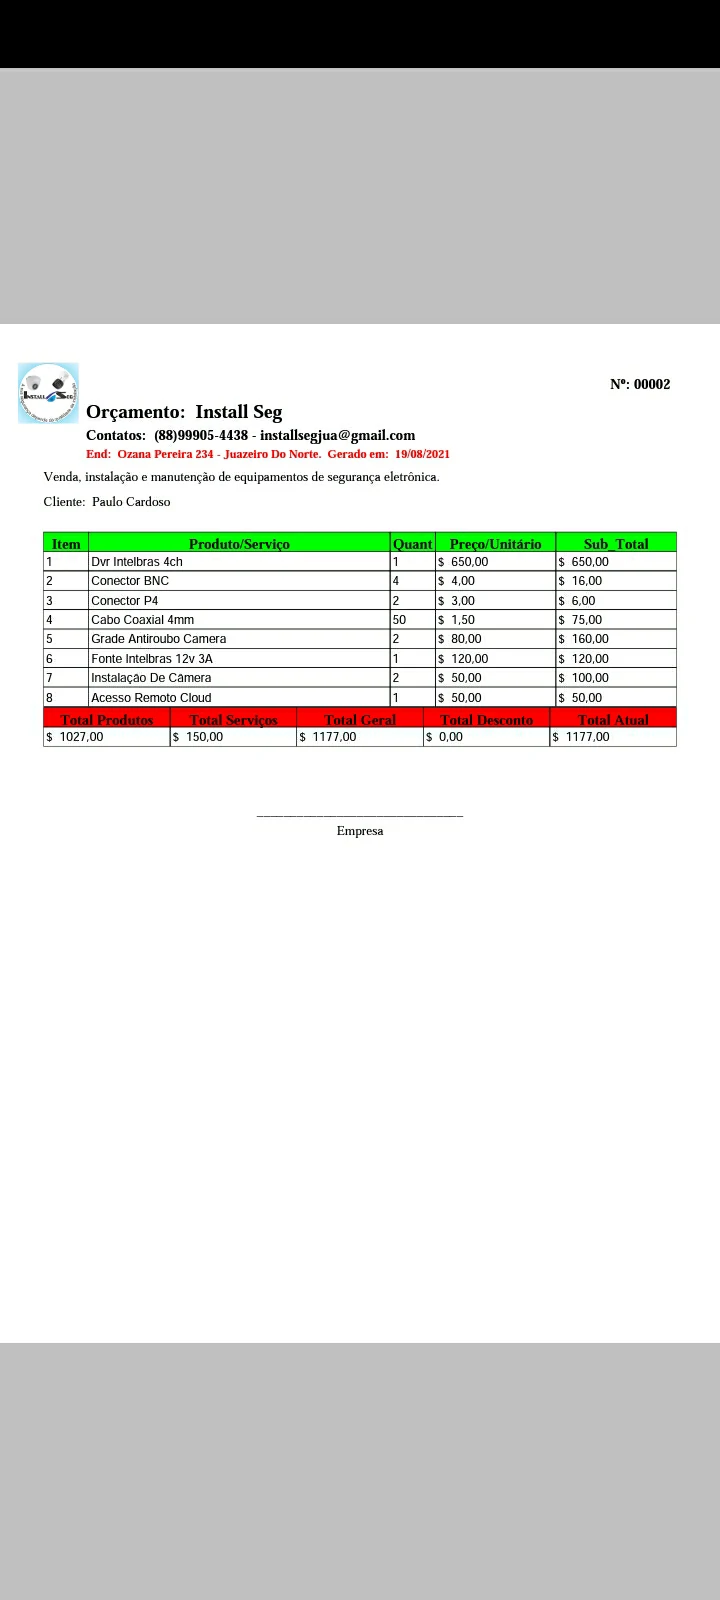 INSTALL SEG
Nº: 00002
Orçamento: Install Seg
Contatos: (88)99905-4438 - installsegjua@gmail.com
End: Ozana Pereira 234 - Juazeiro Do Norte. Gerado em: 19/08/2021
Venda, instalação e manutenção de equipamentos de segurança eletrônica.
Cliente: Paulo Cardoso
Item Produto/Serviço Quant Preço/Unitário Sub_Total
1 Dvr Intelbras 4ch 1 $ 650,00 $ 650,00
2 Conector BNC 4 $ 4,00 $ 16,00
3 Conector P4 2 $ 3,00 $ 6,00
4 Cabo Coaxial 4mm 50 $ 1,50 $ 75,00
5 Grade Antiroubo Camera 2 $ 80,00 $ 160,00
6 Fonte Intelbras 12v 3A 1 $ 120,00 $ 120,00
7 Instalação De Câmera 2 $ 50,00 $ 100,00
8 Acesso Remoto Cloud 1 $ 50,00 $ 50,00
Total Produtos Total Serviços Total Geral Total Desconto Total Atual
$ 1027,00 $ 150,00 $ 1177,00 $ 0,00 $ 1177,00
Empresa